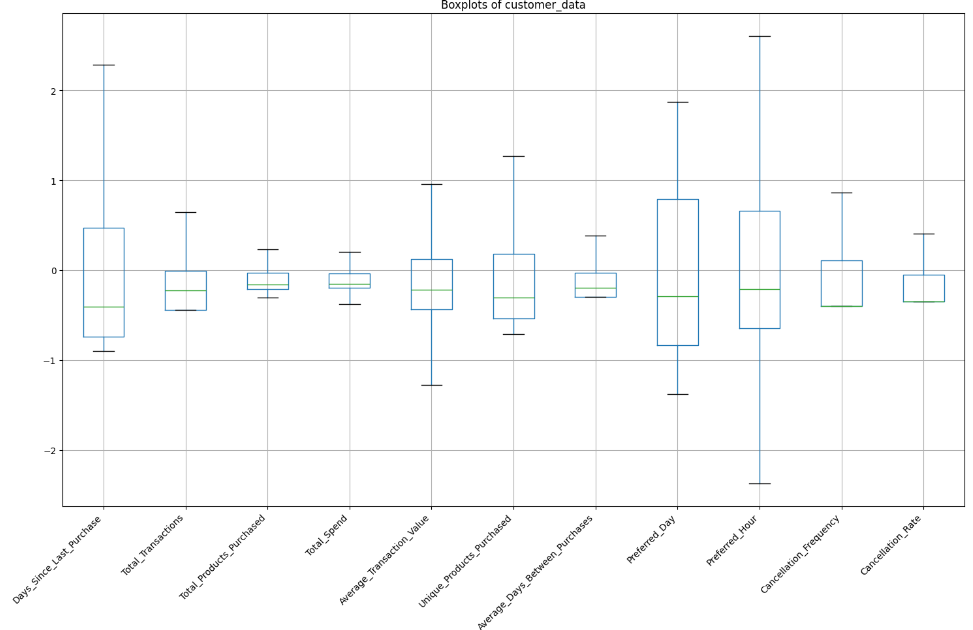 Boxplots of customer_data
2
1
0
−1
−2
Days_Since_Last_Purchase
Total_Transactions
Total_Products_Purchased
Total_Spend
Average_Transaction_Value
Unique_Products_Purchased
Average_Days_Between_Purchases
Preferred_Day
Preferred_Hour
Cancellation_Frequency
Cancellation_Rate